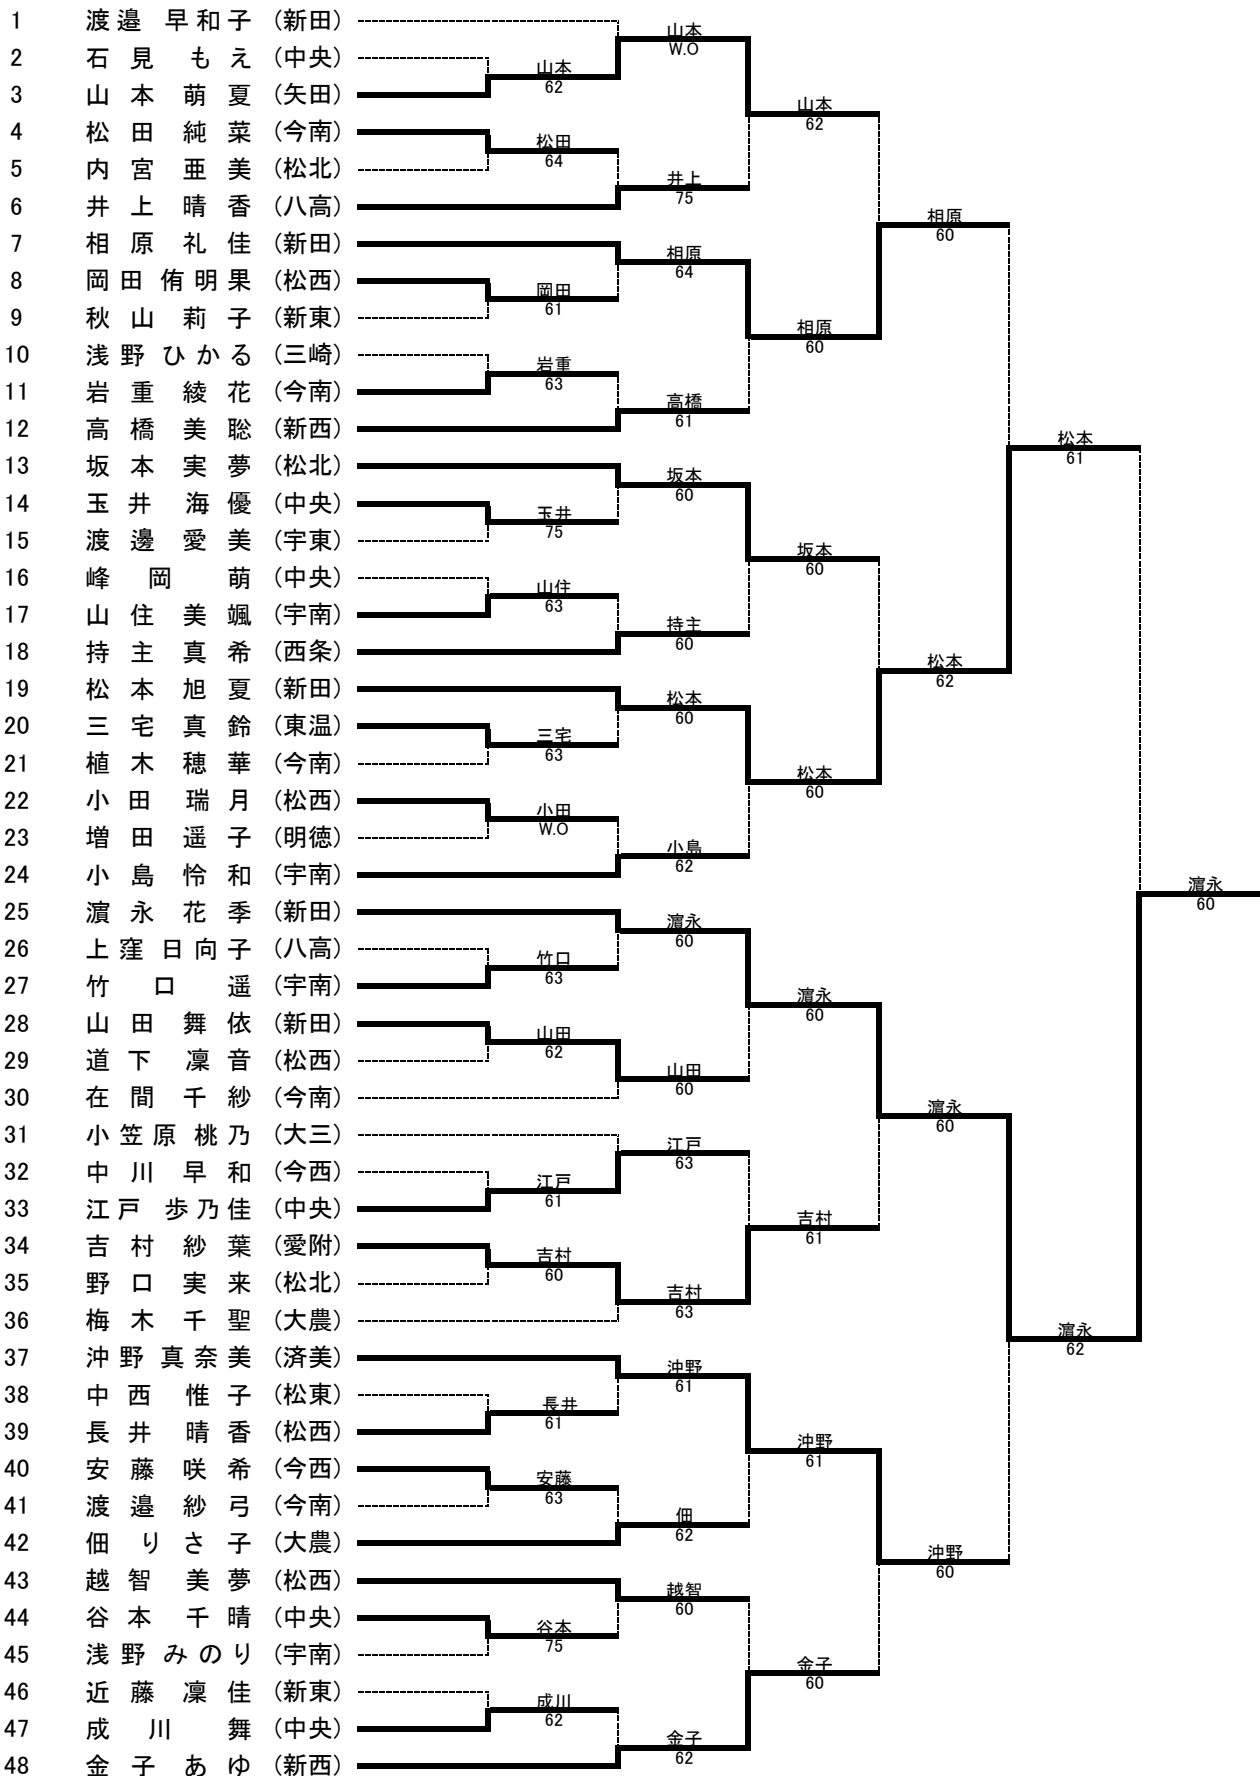 1 渡邉 早和子 (新田)
山本
W.O
2 石見 もえ (中央)
山本
62
3 山本 萌夏 (矢田)
山本
62
4 松田 純菜 (今南)
松田
64
5 内宮 亜美 (松北)
井上
75
6 井上 晴香 (八高)
相原
60
7 相原 礼佳 (新田)
相原
64
8 岡田 侑明果 (松西)
岡田
61
9 秋山 莉子 (新東)
相原
60
10 浅野 ひかる (三崎)
岩重
63
11 岩重 綾花 (今南)
高橋
61
12 高橋 美聡 (新西)
松本
61
13 坂本 実夢 (松北)
坂本
60
14 玉井 海優 (中央)
玉井
75
15 渡邊 愛美 (宇東)
坂本
60
16 峰岡 萌 (中央)
山住
63
17 山住 美颯 (宇南)
持主
60
18 持主 真希 (西条)
松本
62
19 松本 旭夏 (新田)
松本
60
20 三宅 真鈴 (東温)
三宅
63
21 植木 穂華 (今南)
松本
60
22 小田 瑞月 (松西)
小田
W.O
23 増田 遥子 (明徳)
小島
62
24 小島 怜和 (宇南)
濵永
60
25 濵永 花季 (新田)
濵永
60
26 上窪 日向子 (八高)
竹口
63
27 竹口 遥 (宇南)
濵永
60
28 山田 舞依 (新田)
山田
62
29 道下 凜音 (松西)
山田
60
30 在間 千紗 (今南)
濵永
60
31 小笠原 桃乃 (大三)
江戸
63
32 中川 早和 (今西)
江戸
61
33 江戸 歩乃佳 (中央)
吉村
61
34 吉村 紗葉 (愛附)
吉村
60
35 野口 実来 (松北)
吉村
63
36 梅木 千聖 (大農)
濵永
62
37 沖野 真奈美 (済美)
沖野
61
38 中西 惟子 (松東)
長井
61
39 長井 晴香 (松西)
沖野
61
40 安藤 咲希 (今西)
安藤
63
41 渡邉 紗弓 (今南)
佃
62
42 佃 りさ子 (大農)
沖野
60
43 越智 美夢 (松西)
越智
60
44 谷本 千晴 (中央)
谷本
75
45 浅野 みのり (宇南)
金子
60
46 近藤 凜佳 (新東)
成川
62
47 成川 舞 (中央)
金子
62
48 金子 あゆ (新西)